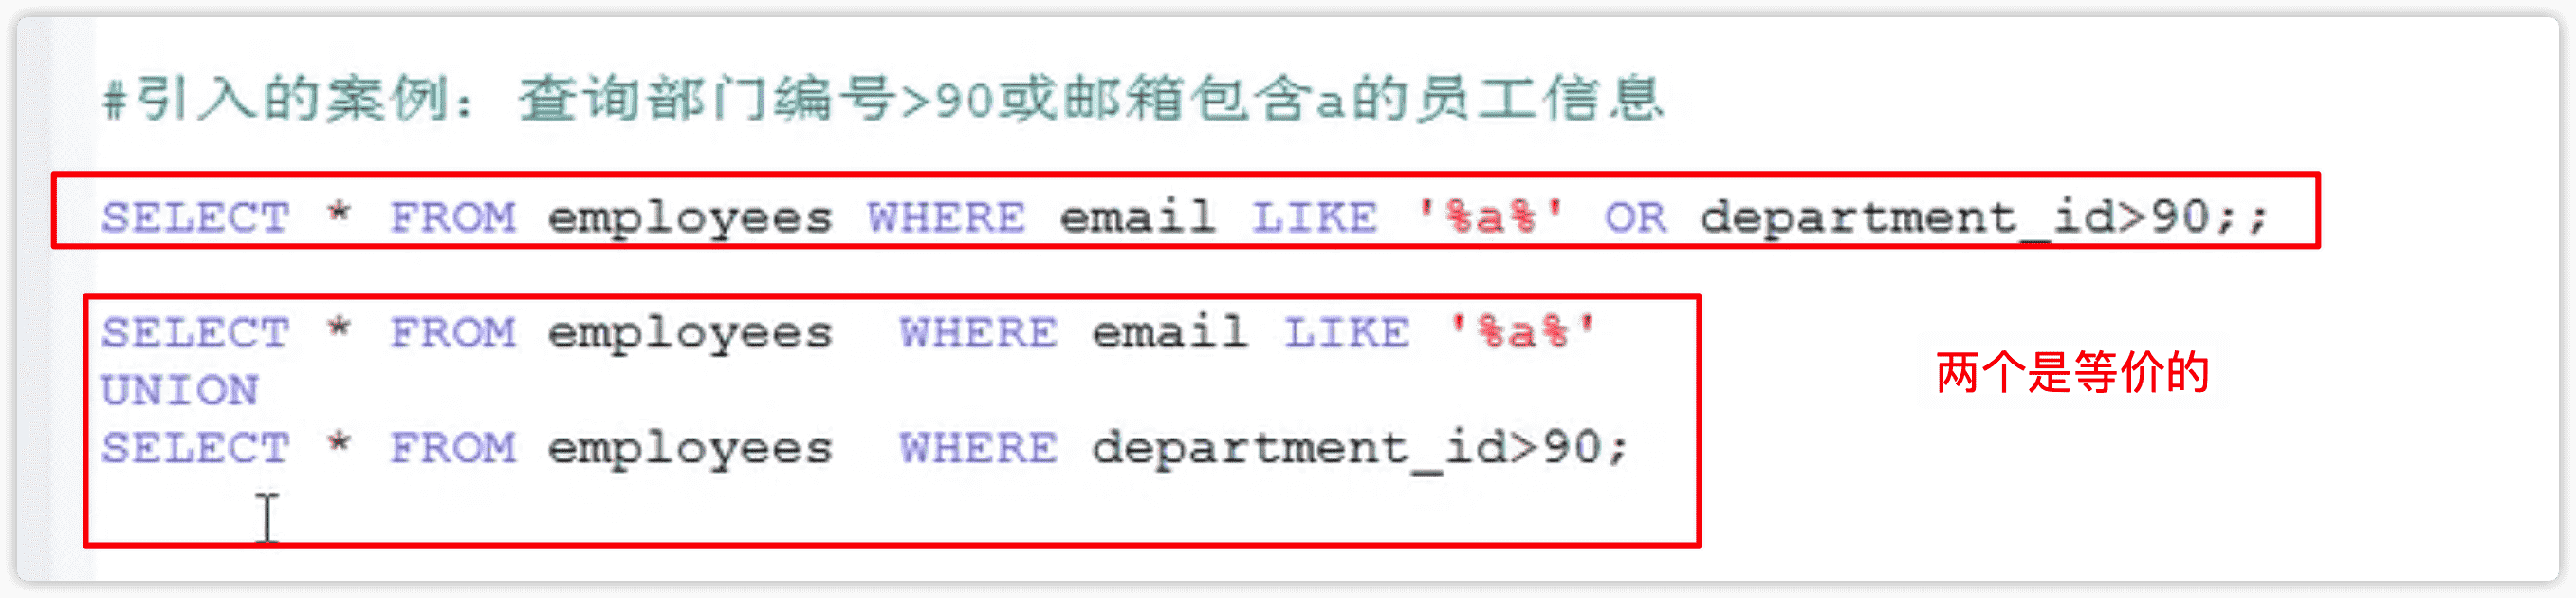 #引入的案例：查询部门编号>90或邮箱包含a的员工信息
SELECT * FROM employees WHERE email LIKE '%a%' OR department_id>90;;
SELECT * FROM employees  WHERE email LIKE '%a%'
UNION
SELECT * FROM employees  WHERE department_id>90;
两个是等价的